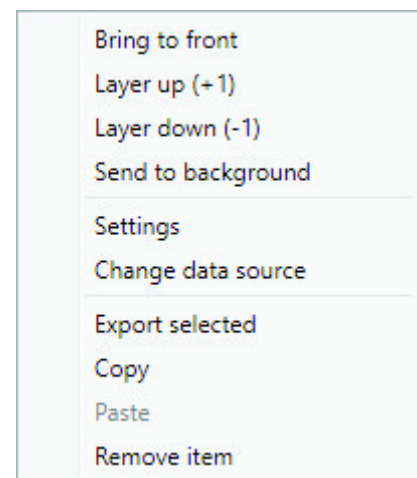 Bring to front
Layer up (+1)
Layer down (-1)
Send to background
Settings
Change data source
Export selected
Copy
Paste
Remove item